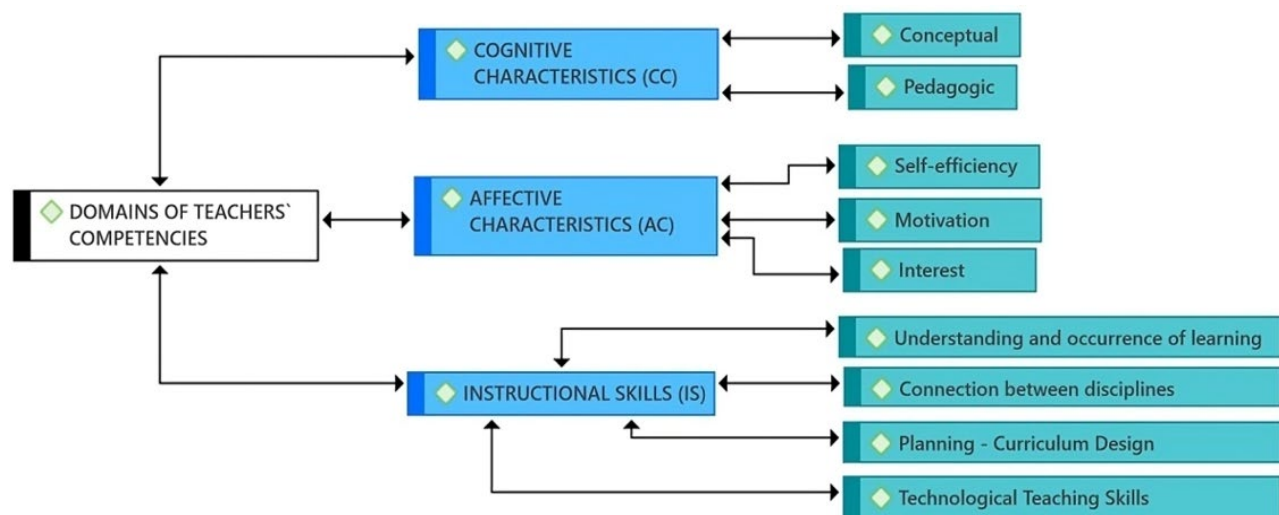 COGNITIVE
CHARACTERISTICS (CC)
Conceptual
Pedagogic
DOMAINS OF TEACHERS`
COMPETENCIES
AFFECTIVE
CHARACTERISTICS (AC)
Self-efficiency
Motivation
Interest
INSTRUCTIONAL SKILLS (IS)
Understanding and occurrence of learning
Connection between disciplines
Planning - Curriculum Design
Technological Teaching Skills